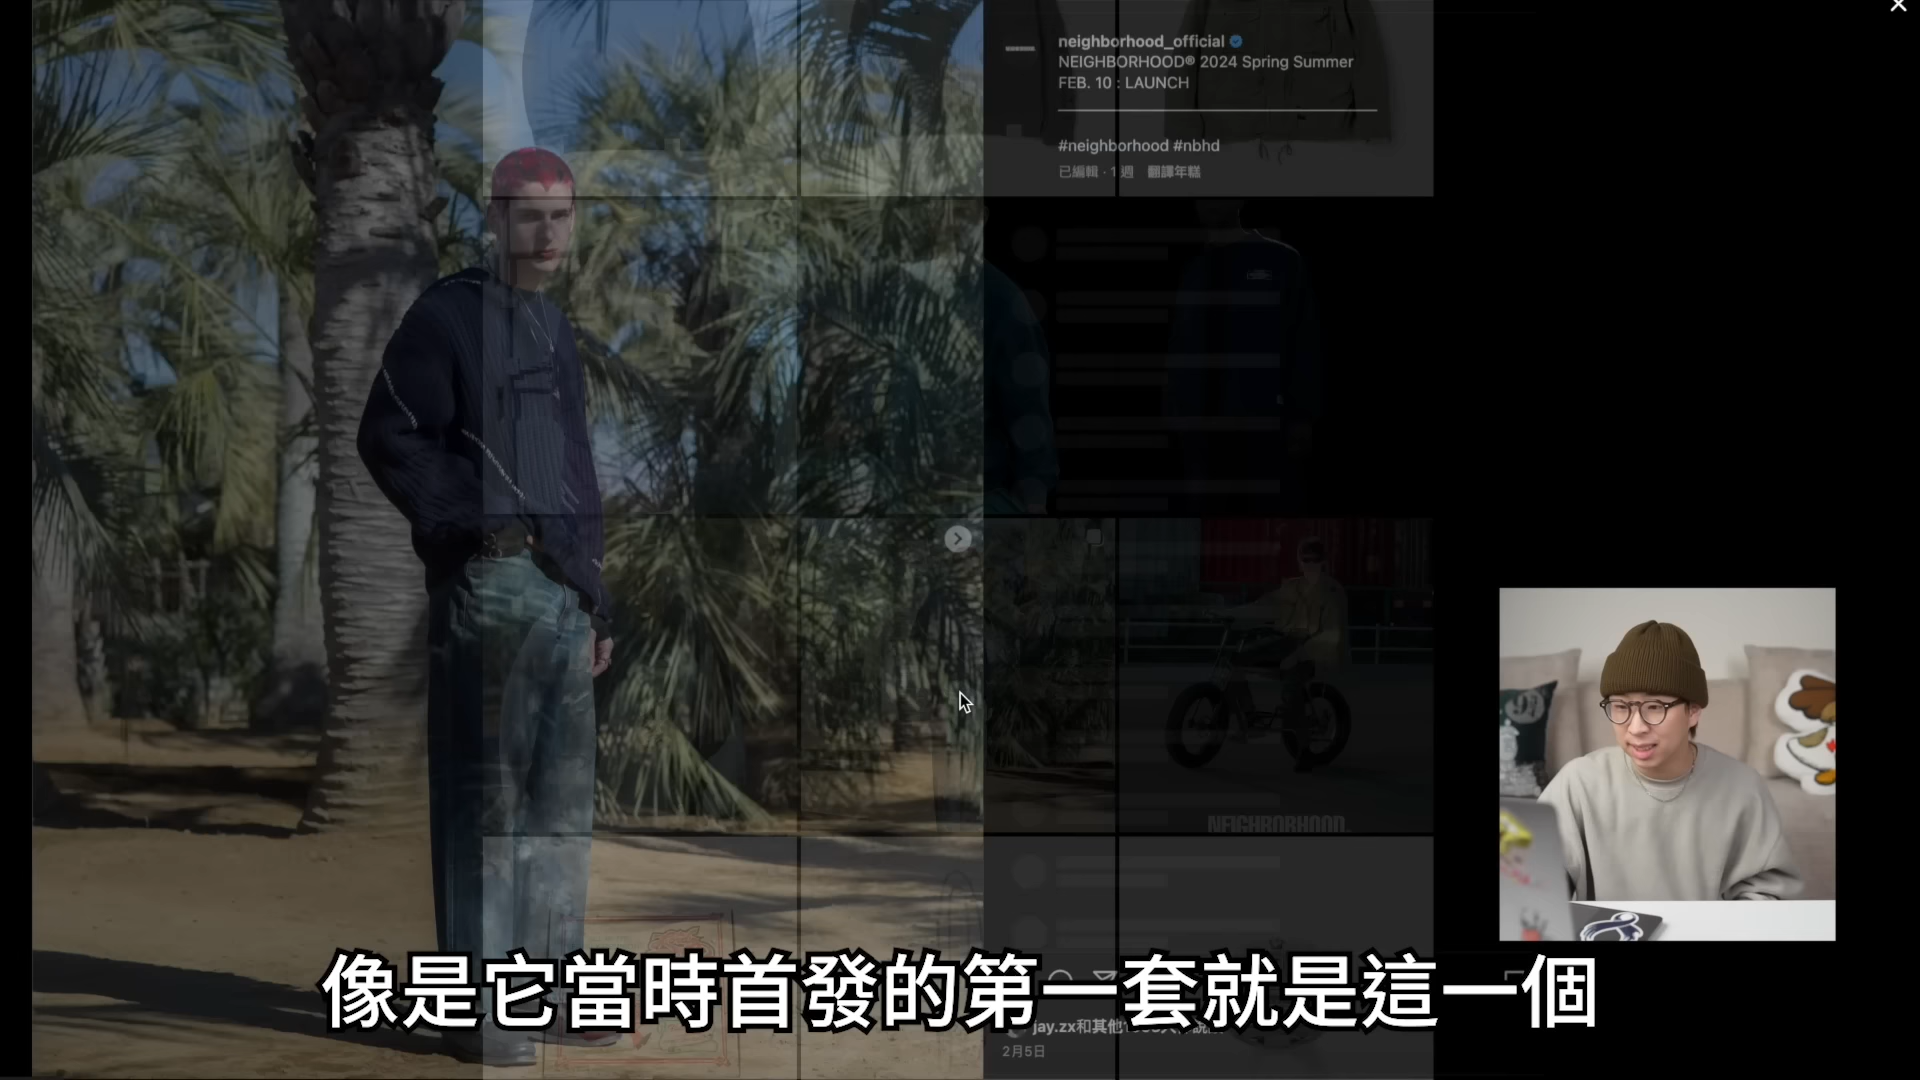 neighborhood_official
NEIGHBORHOOD® 2024 Spring Summer
FEB. 10 : LAUNCH
#neighborhood #nbhd
已編輯 · 1 週 翻譯年糕
NEIGHBORHOOD.
像是它當時首發的第一套就是這一個
jay.zx和其他
2月5日